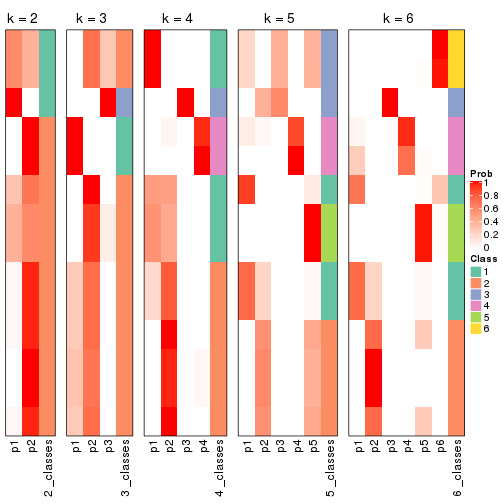 k = 2
k = 3
k = 4
k = 5
k = 6
Prob
1
0.8
0.6
0.4
0.2
0
Class
1
2
3
4
5
6
p1
p2
2_classes
p1
p2
p3
3_classes
p1
p2
p3
p4
4_classes
p1
p2
p3
p4
p5
5_classes
p1
p2
p3
p4
p5
p6
6_classes